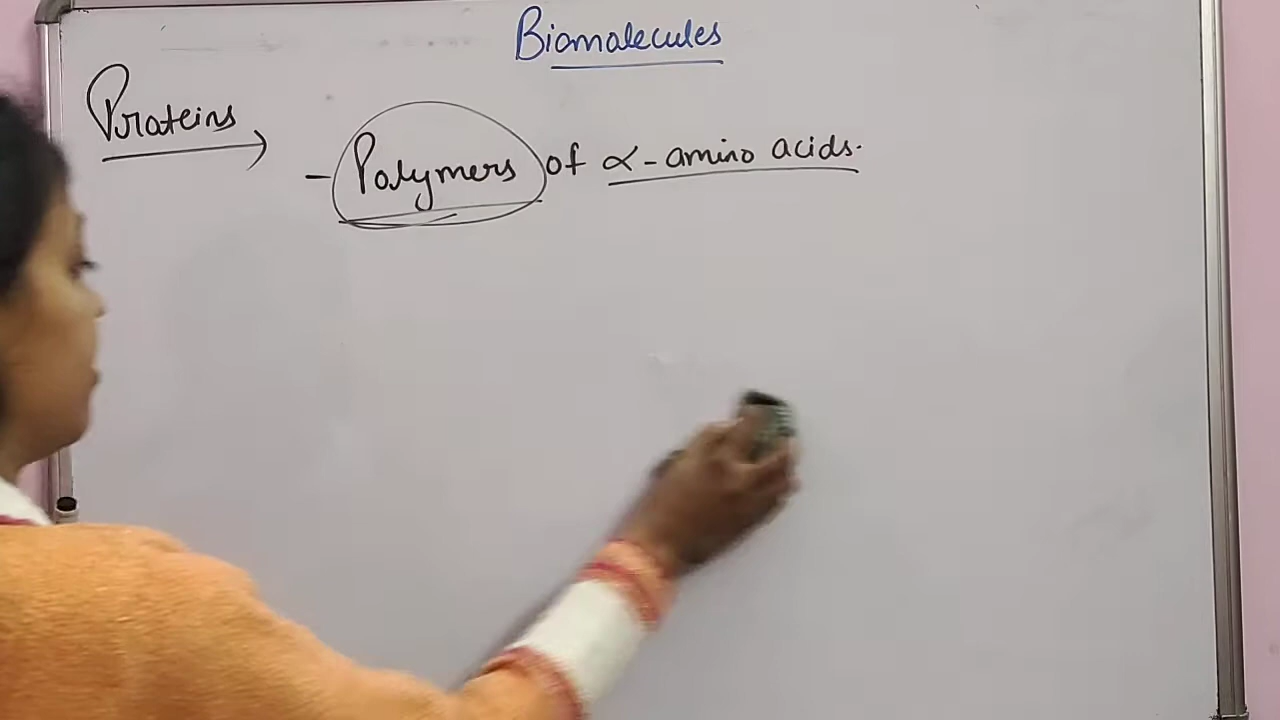 Biomolecules
Proteins →
- Polymers of α-amino acids.